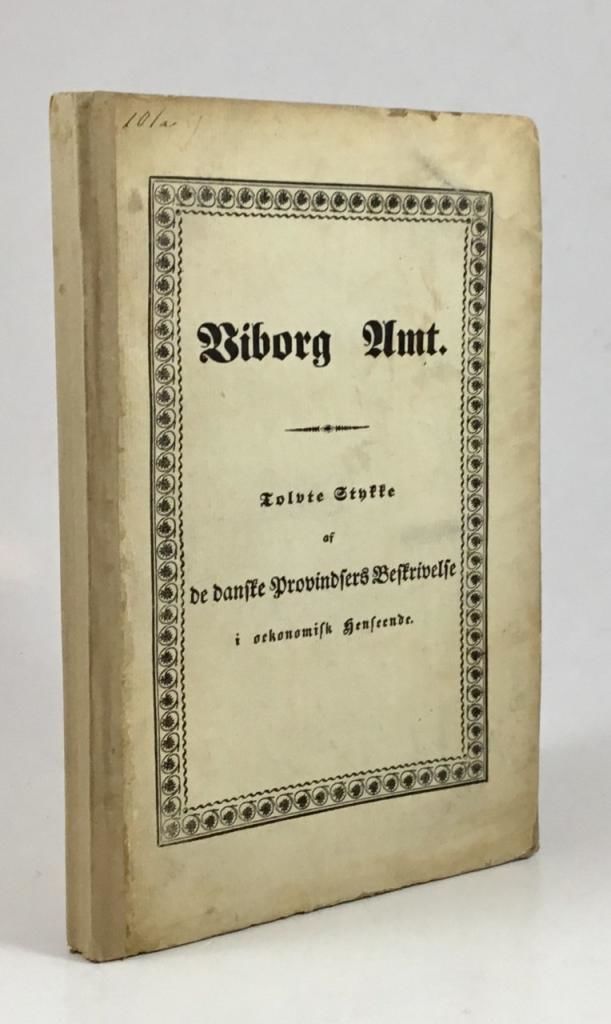 Viborg Amt.
Tolvte Stykke
af
de danske Provindsers Beskrivelse
i oekonomisk Henseende.